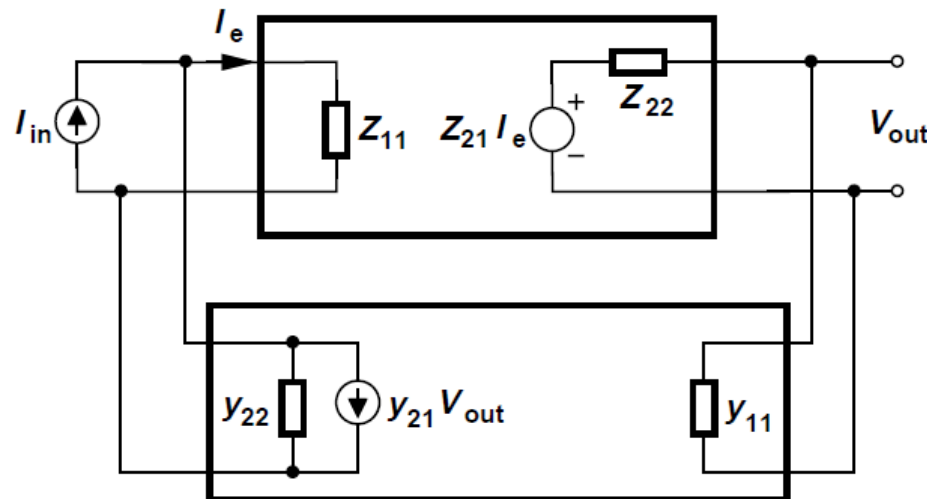 I_e
I_in
Z_11
Z_21 I_e
+
−
Z_22
V_out
y_22
y_21 V_out
y_11